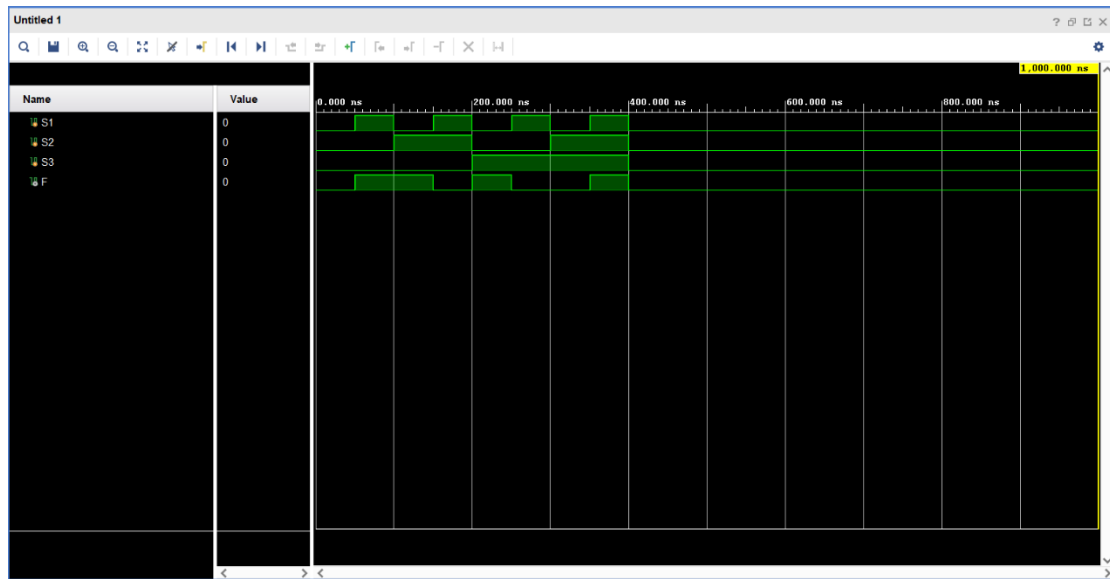 Untitled 1
?
1,000.000 ns
Name Value
0.000 ns 200.000 ns 400.000 ns 600.000 ns 800.000 ns
S1 0
S2 0
S3 0
F 0